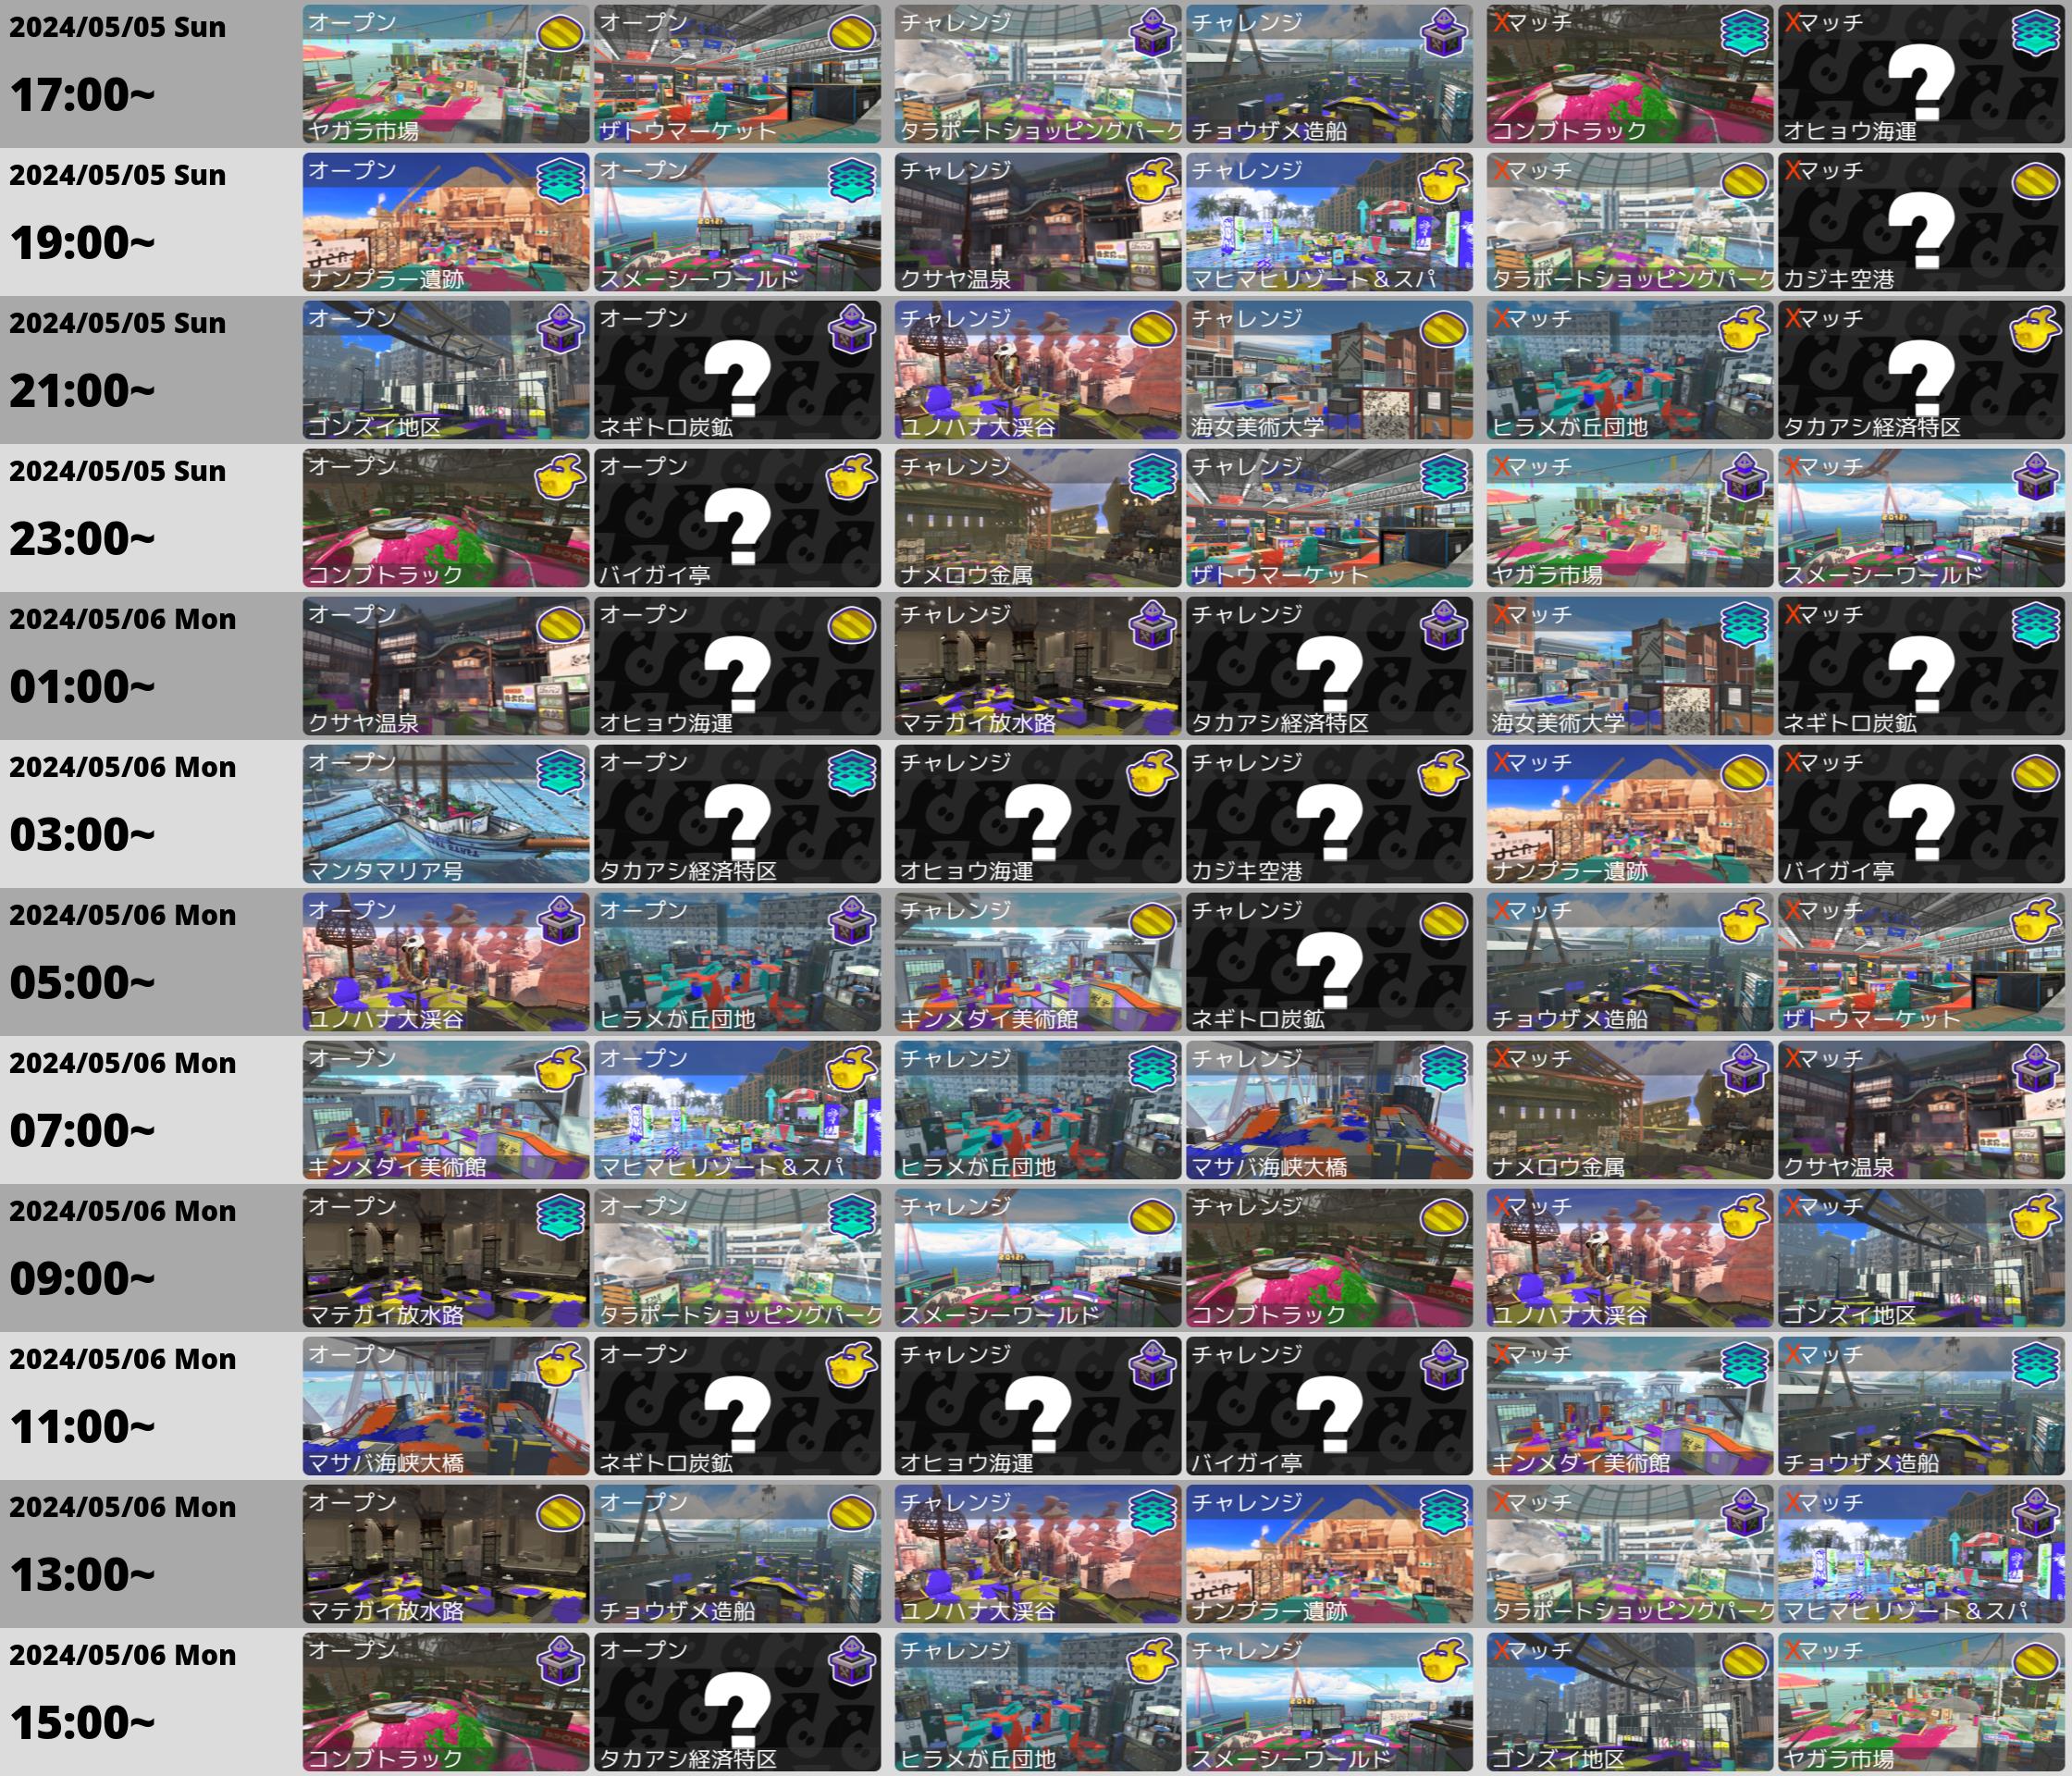 2024/05/05 Sun
17:00~
オープン オープン チャレンジ チャレンジ Xマッチ Xマッチ
ヤガラ市場 ザトウマーケット タラポートショッピングパーク チョウザメ造船 コンブトラック オヒョウ海運
2024/05/05 Sun
19:00~
オープン オープン チャレンジ チャレンジ Xマッチ Xマッチ
ナンプラー遺跡 スメーシーワールド クサヤ温泉 マヒマヒリゾート&スパ タラポートショッピングパーク カジキ空港
2024/05/05 Sun
21:00~
オープン オープン チャレンジ チャレンジ Xマッチ Xマッチ
ゴンズイ地区 ネギトロ炭鉱 ユノハナ大渓谷 海女美術大学 ヒラメが丘団地 タカアシ経済特区
2024/05/05 Sun
23:00~
オープン オープン チャレンジ チャレンジ Xマッチ Xマッチ
コンブトラック バイガイ亭 ナメロウ金属 ザトウマーケット ヤガラ市場 スメーシーワールド
2024/05/06 Mon
01:00~
オープン オープン チャレンジ チャレンジ Xマッチ Xマッチ
クサヤ温泉 オヒョウ海運 マテガイ放水路 タカアシ経済特区 海女美術大学 ネギトロ炭鉱
2024/05/06 Mon
03:00~
オープン オープン チャレンジ チャレンジ Xマッチ Xマッチ
マンタマリア号 タカアシ経済特区 オヒョウ海運 カジキ空港 ナンプラー遺跡 バイガイ亭
2024/05/06 Mon
05:00~
オープン オープン チャレンジ チャレンジ Xマッチ Xマッチ
ユノハナ大渓谷 ヒラメが丘団地 キンメダイ美術館 ネギトロ炭鉱 チョウザメ造船 ザトウマーケット
2024/05/06 Mon
07:00~
オープン オープン チャレンジ チャレンジ Xマッチ Xマッチ
キンメダイ美術館 マヒマヒリゾート&スパ ヒラメが丘団地 マサバ海峡大橋 ナメロウ金属 クサヤ温泉
2024/05/06 Mon
09:00~
オープン オープン チャレンジ チャレンジ Xマッチ Xマッチ
マテガイ放水路 タラポートショッピングパーク スメーシーワールド コンブトラック ユノハナ大渓谷 ゴンズイ地区
2024/05/06 Mon
11:00~
オープン オープン チャレンジ チャレンジ Xマッチ Xマッチ
マサバ海峡大橋 ネギトロ炭鉱 オヒョウ海運 バイガイ亭 キンメダイ美術館 チョウザメ造船
2024/05/06 Mon
13:00~
オープン オープン チャレンジ チャレンジ Xマッチ Xマッチ
マテガイ放水路 チョウザメ造船 ユノハナ大渓谷 ナンプラー遺跡 タラポートショッピングパーク マヒマヒリゾート&スパ
2024/05/06 Mon
15:00~
オープン オープン チャレンジ チャレンジ Xマッチ Xマッチ
コンブトラック タカアシ経済特区 ヒラメが丘団地 スメーシーワールド ゴンズイ地区 ヤガラ市場